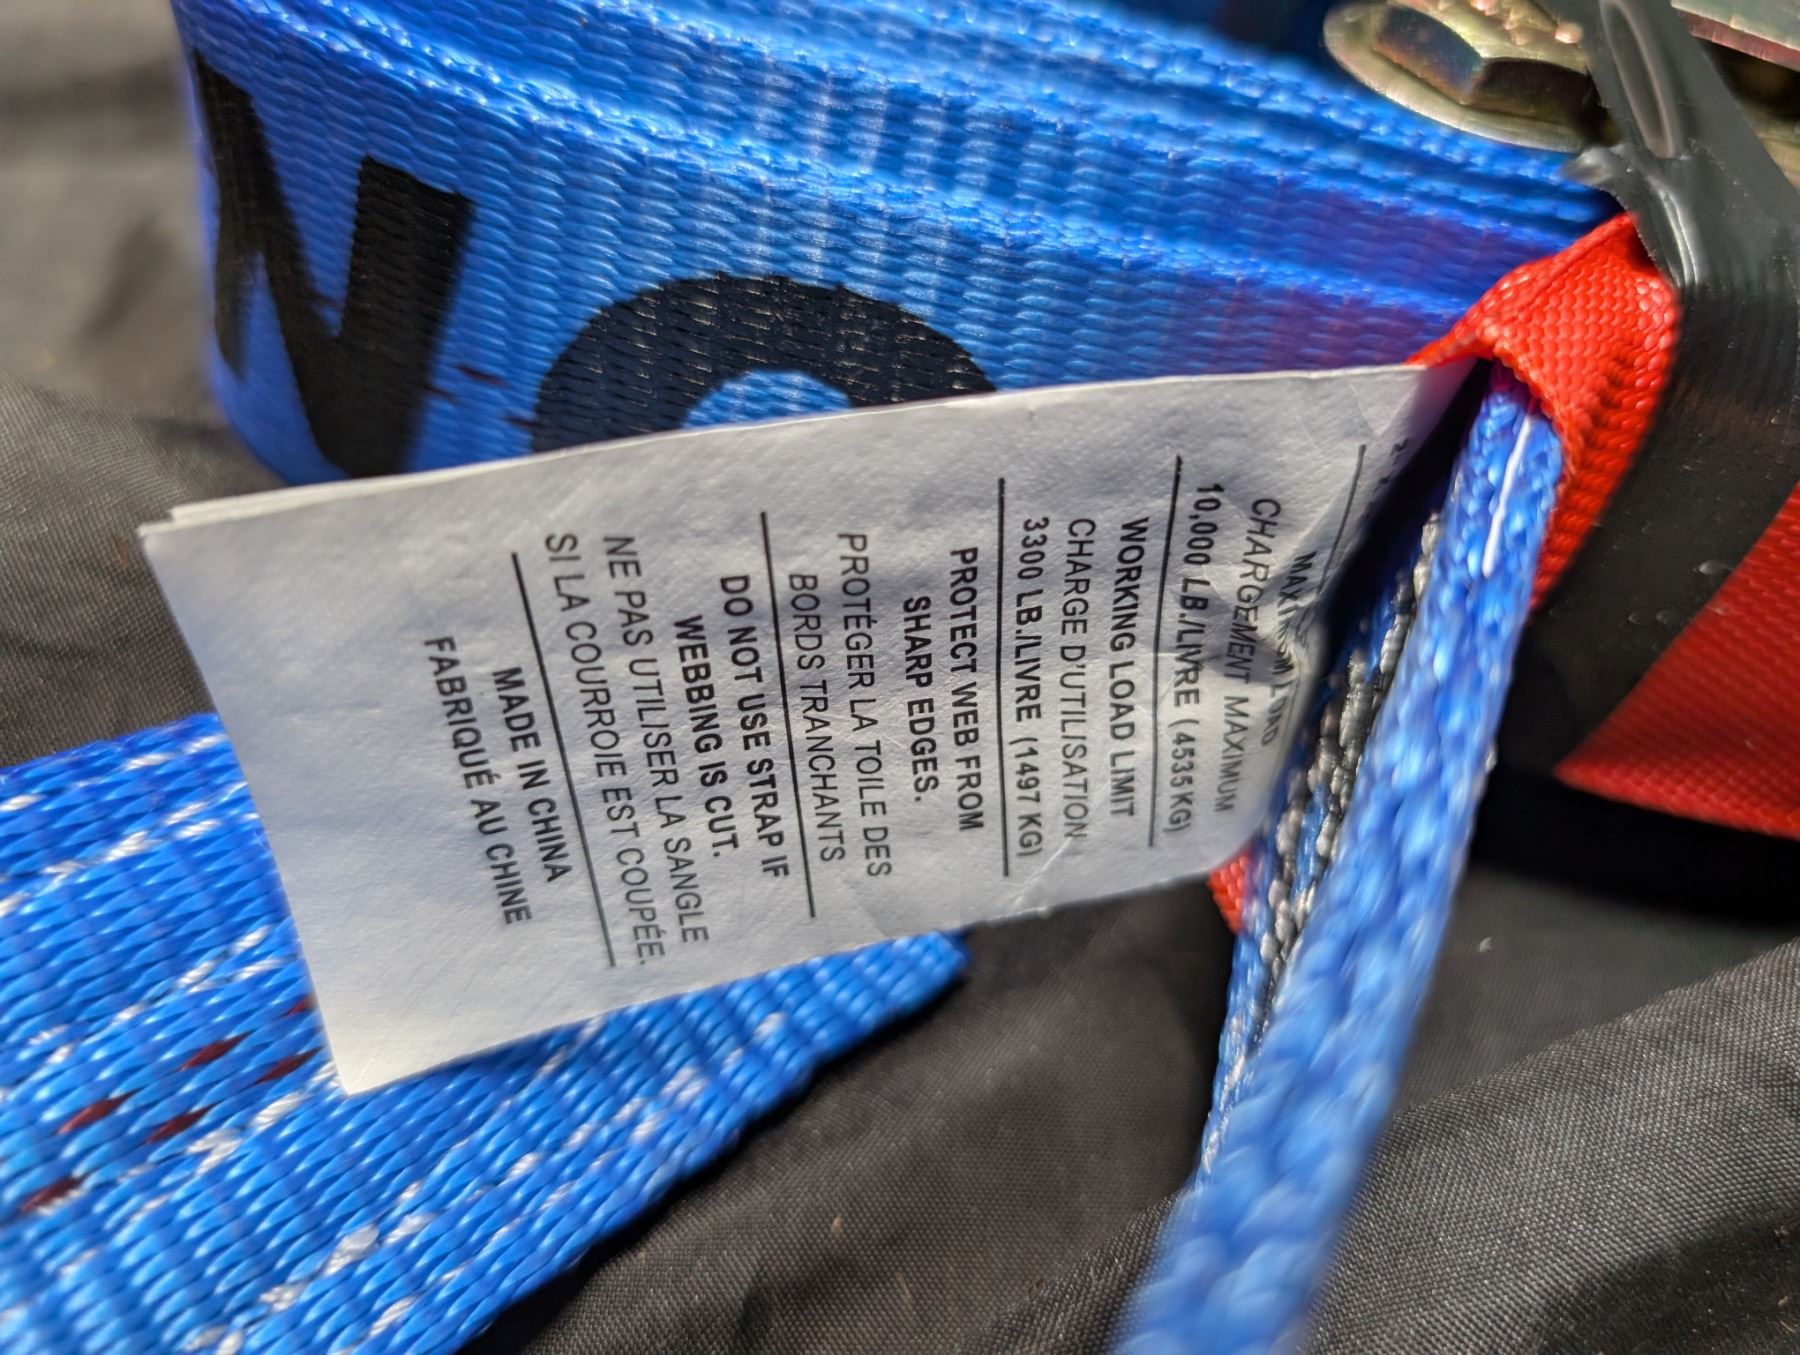 MAXIMUM LOAD
CHARGEMENT MAXIMUM
10,000 LB./LIVRE (4535 KG)
WORKING LOAD LIMIT
CHARGE D'UTILISATION
3300 LB./LIVRE (1497 KG)
PROTECT WEB FROM
SHARP EDGES.
PROTÉGER LA TOILE DES
BORDS TRANCHANTS
DO NOT USE STRAP IF
WEBBING IS CUT.
NE PAS UTILISER LA SANGLE
SI LA COURROIE EST COUPÉE.
MADE IN CHINA
FABRIQUÉ AU CHINE